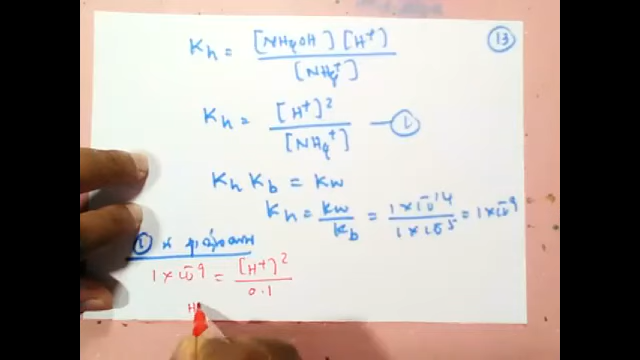 13
Kh = [NH4OH] [H+] / [NH4+]
Kh = [H+]² / [NH4+] —①
Kh Kb = Kw
Kh = Kw / Kb = 1 × 10⁻¹⁴ / 1 × 10⁻⁵ = 1 × 10⁻⁹
① ન
1 × 10⁻⁹ = [H+]² / 0.1
H